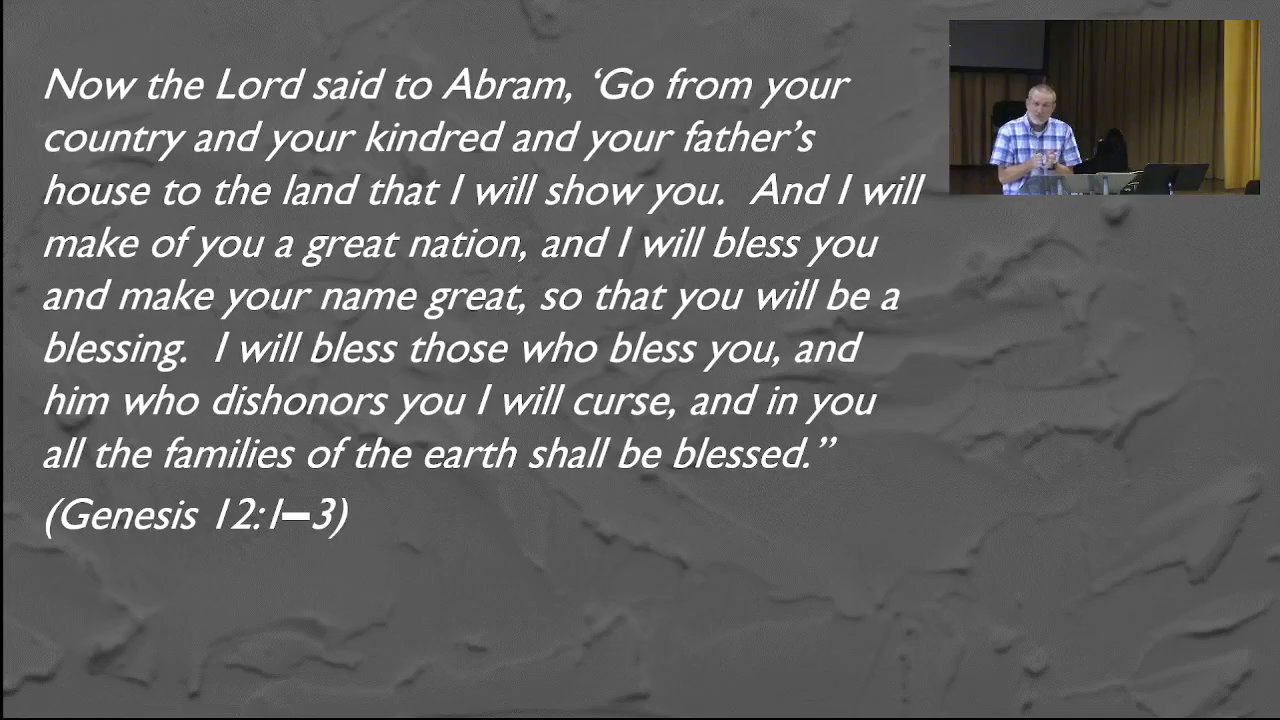 Now the Lord said to Abram, ‘Go from your
country and your kindred and your father’s
house to the land that I will show you.  And I will
make of you a great nation, and I will bless you
and make your name great, so that you will be a
blessing.  I will bless those who bless you, and
him who dishonors you I will curse, and in you
all the families of the earth shall be blessed.”
(Genesis 12:1–3)